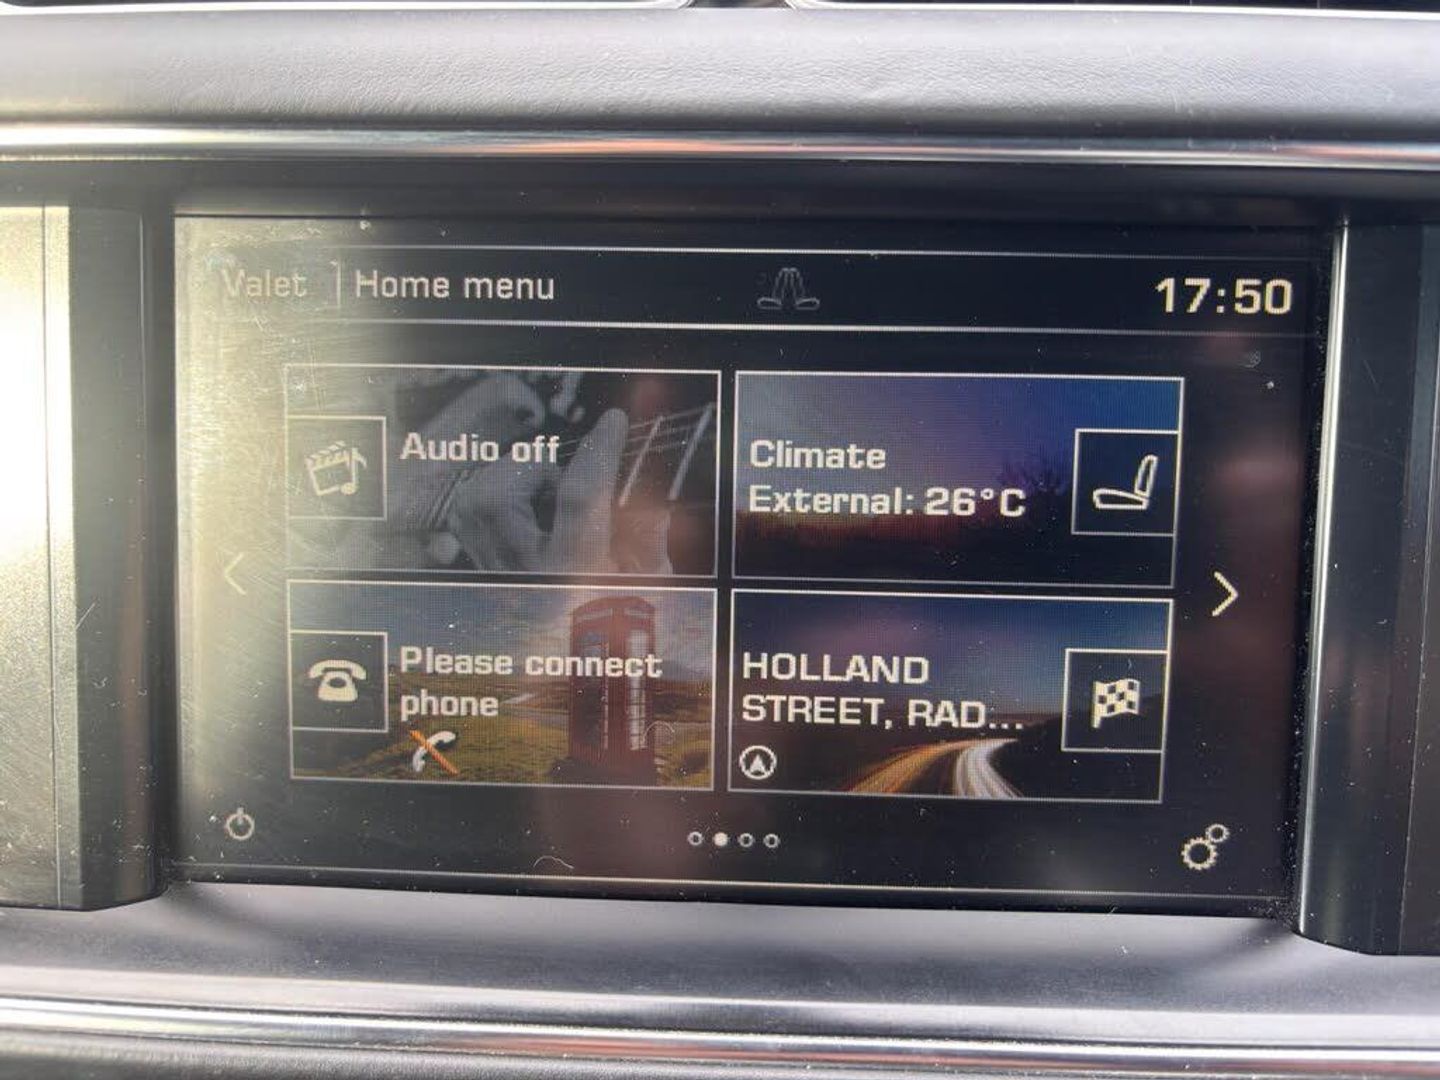 Valet Home menu 17:50
Audio off
Climate
External: 26°C
Please connect
phone
HOLLAND
STREET, RAD...